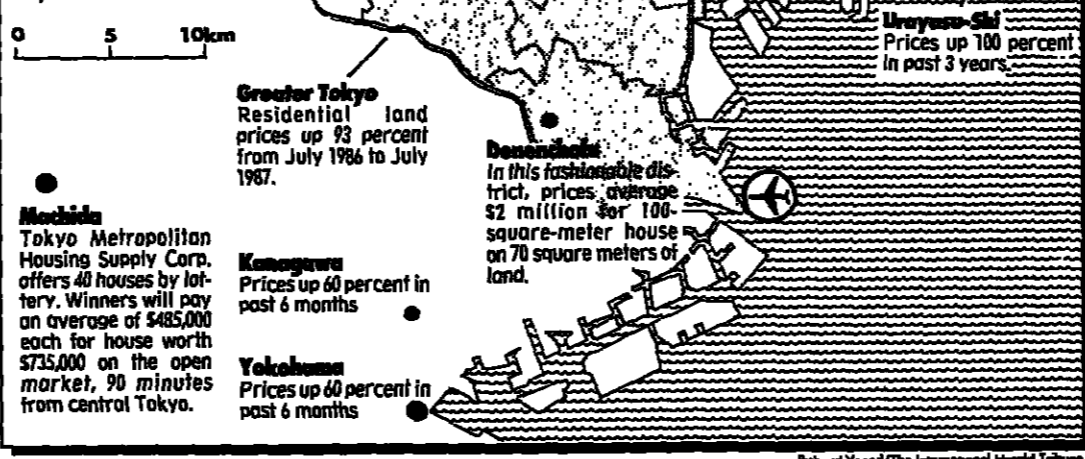 0 5 10km
Urayasu-Ski
Prices up 100 percent
in past 3 years.
Greater Tokyo
Residential land
prices up 93 percent
from July 1986 to July
1987.
Denenchofu
In this fashionable dis-
trict, prices average
$2 million for 100-
square-meter house
on 70 square meters of
land.
Machida
Tokyo Metropolitan
Housing Supply Corp.
offers 40 houses by lot-
tery. Winners will pay
an average of $485,000
each for house worth
$735,000 on the open
market, 90 minutes
from central Tokyo.
Kanagawa
Prices up 60 percent in
past 6 months
Yokohama
Prices up 60 percent in
past 6 months
International Herald Tribune